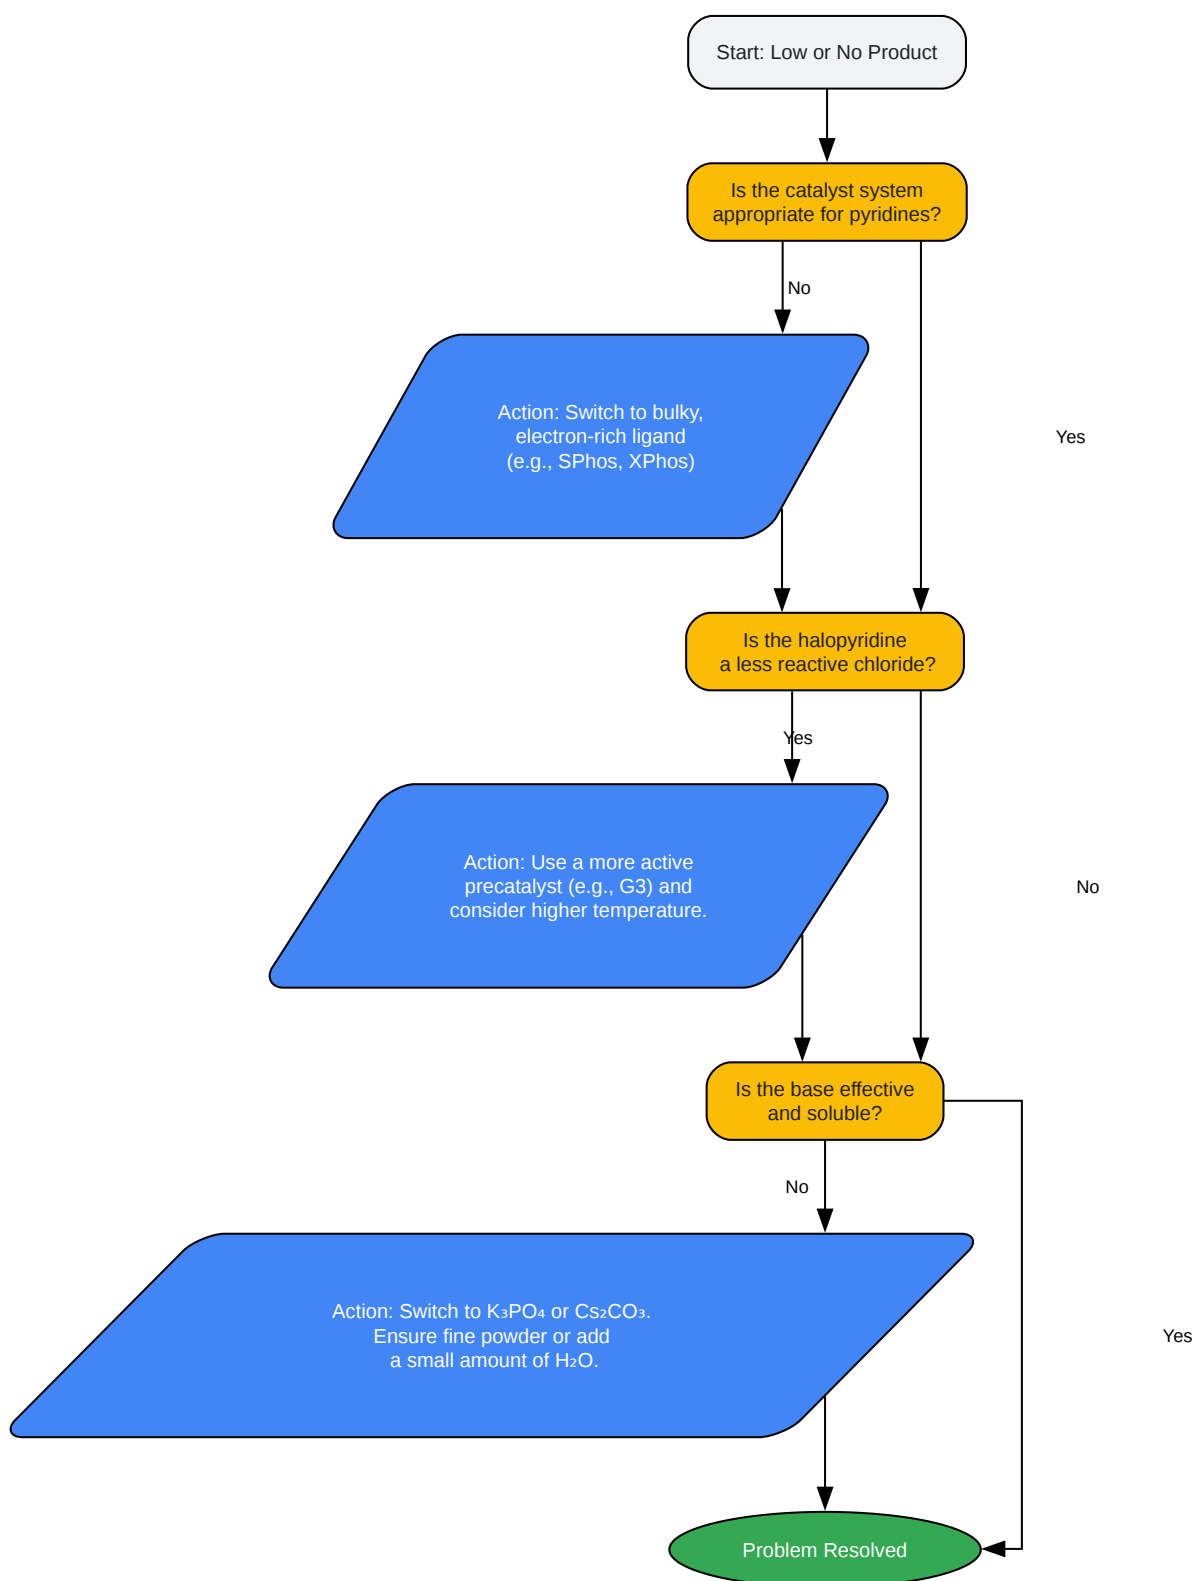 Start: Low or No Product
Is the catalyst system
appropriate for pyridines?
No
Action: Switch to bulky,
electron-rich ligand
(e.g., SPhos, XPhos)
Yes
Is the halopyridine
a less reactive chloride?
Yes
Action: Use a more active
precatalyst (e.g., G3) and
consider higher temperature.
No
Is the base effective
and soluble?
No
Action: Switch to K₃PO₄ or Cs₂CO₃.
Ensure fine powder or add
a small amount of H₂O.
Yes
Problem Resolved